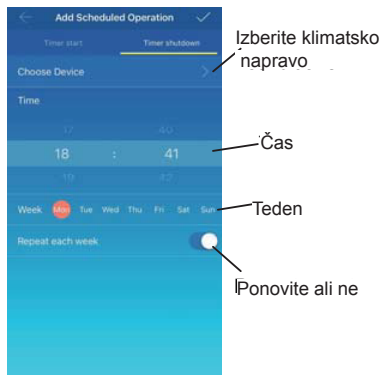 Add Scheduled Operation
Timer start Timer shutdown
Choose Device
Izberite klimatsko
napravo
Time
17 40
18 : 41
Čas
19 42
Week Mon Tue Wed Thu Fri Sat Sun
Teden
Repeat each week
Ponovite ali ne